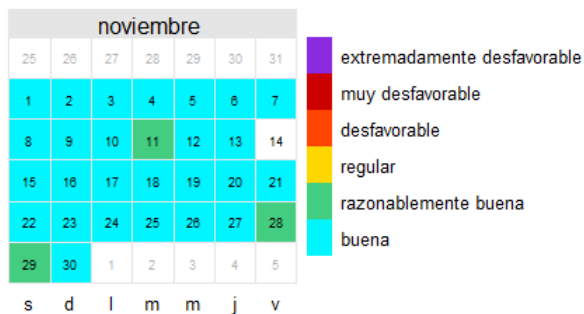 noviembre
25 26 27 28 29 30 31
1 2 3 4 5 6 7
8 9 10 11 12 13 14
15 16 17 18 19 20 21
22 23 24 25 26 27 28
29 30 1 2 3 4 5
s d l m m j v
extremadamente desfavorable
muy desfavorable
desfavorable
regular
razonablemente buena
buena